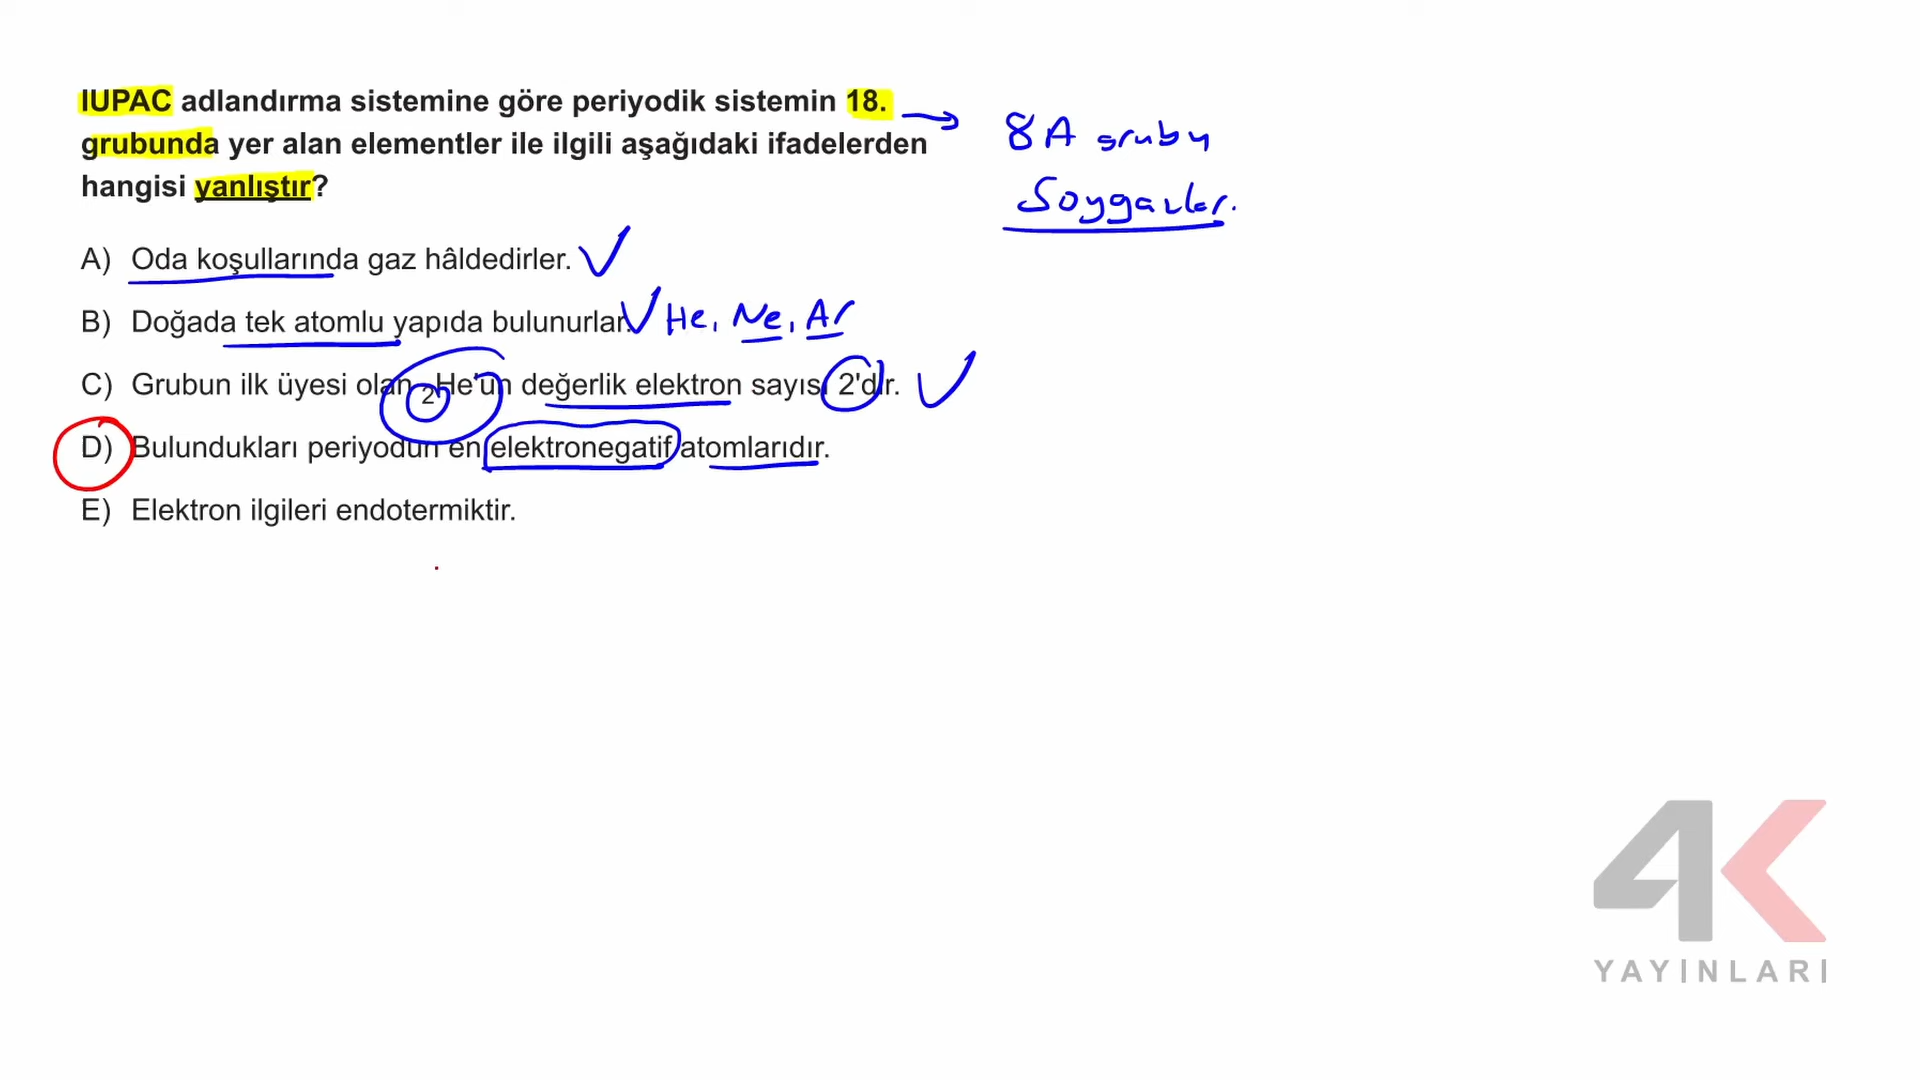 IUPAC adlandırma sistemine göre periyodik sistemin 18.
grubunda yer alan elementler ile ilgili aşağıdaki ifadelerden
hangisi yanlıştır?
8A grubu
Soygazlar.
A) Oda koşullarında gaz hâldedirler.
B) Doğada tek atomlu yapıda bulunurlar. He, Ne, Ar
C) Grubun ilk üyesi olan ₂He'un değerlik elektron sayısı 2'dir.
D) Bulundukları periyodun en elektronegatif atomlarıdır.
E) Elektron ilgileri endotermiktir.
4K
YAYINLARI